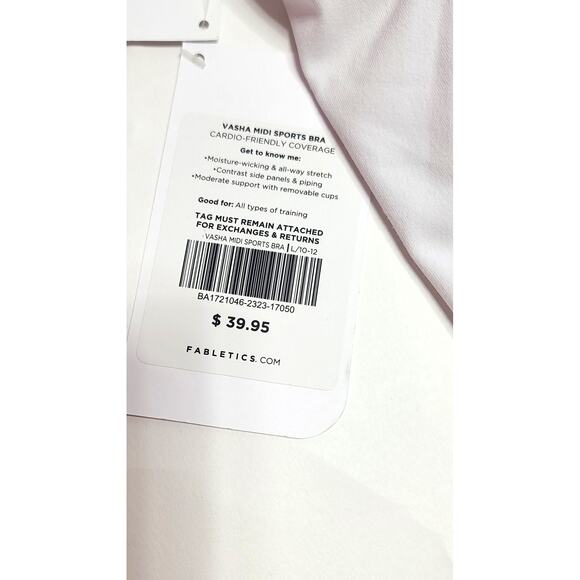 VASHA MIDI SPORTS BRA
CARDIO-FRIENDLY COVERAGE
Get to know me:
•Moisture-wicking & all-way stretch
•Contrast side panels & piping
•Moderate support with removable cups
Good for: All types of training
TAG MUST REMAIN ATTACHED
FOR EXCHANGES & RETURNS
VASHA MIDI SPORTS BRA | L/10-12
BA1721046-2323-17050
$ 39.95
FABLETICS.COM